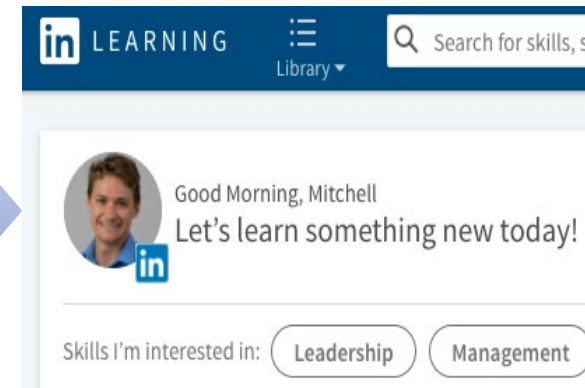 in LEARNING
Library
Search for skills, s
Good Morning, Mitchell
Let's learn something new today!
in
Skills I'm interested in: Leadership Management